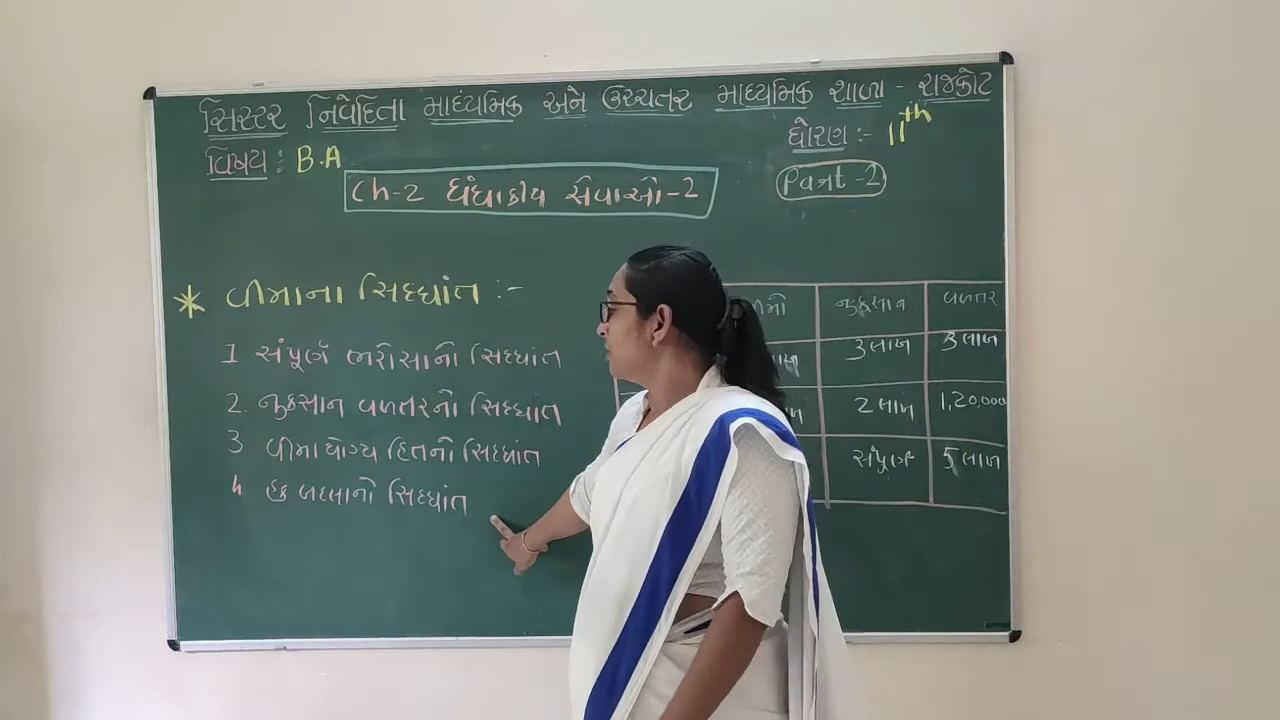 સિસ્ટર નિવેદિતા માધ્યમિક અને ઉચ્ચતર માધ્યમિક શાળા - રાજકોટ
ધોરણ :- 11th
વિષય : B.A
Ch-2 ધંધાકીય સેવાઓ-2
Part-2
* વીમાના સિધ્ધાંત :-
1 સંપૂર્ણ ભરોસાનો સિધ્ધાંત
2. નુકસાન વળતરનો સિધ્ધાંત
3 વીમાયોગ્ય હિતનો સિધ્ધાંત
4 હક બદલાનો સિધ્ધાંત
નુકસાન વળતર
3 લાખ 3 લાખ
2 લાખ 1,20,000
સંપૂર્ણ 5 લાખ